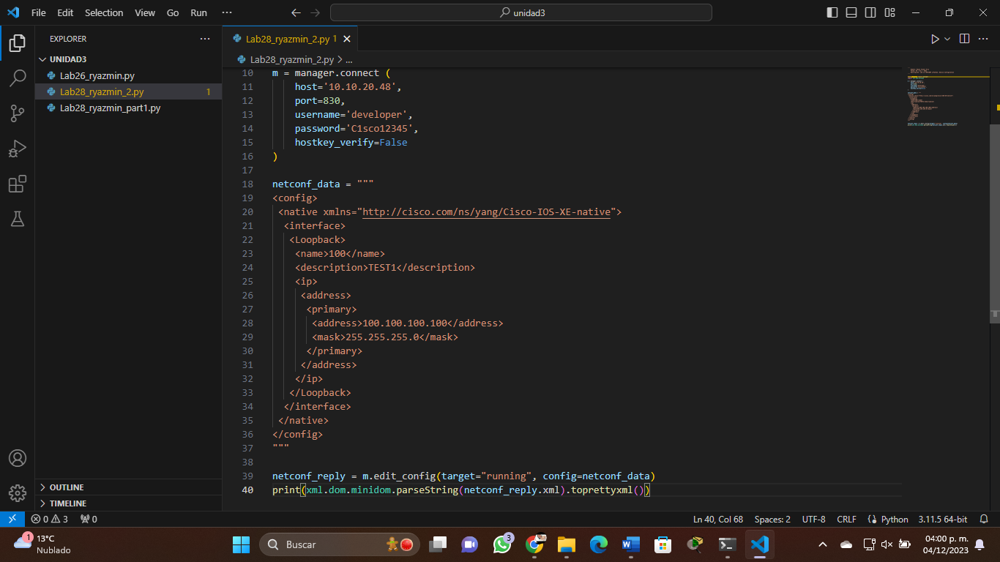 File Edit Selection View Go Run ···
unidad3
EXPLORER
UNIDAD3
Lab26_ryazmin.py
Lab28_ryazmin_2.py 1
Lab28_ryazmin_part1.py
OUTLINE
TIMELINE
Lab28_ryazmin_2.py 1
Lab28_ryazmin_2.py > ...
10 m = manager.connect (
11     host='10.10.20.48',
12     port=830,
13     username='developer',
14     password='C1sco12345',
15     hostkey_verify=False
16 )
17
18 netconf_data = """
19 <config>
20  <native xmlns="http://cisco.com/ns/yang/Cisco-IOS-XE-native">
21   <interface>
22    <Loopback>
23     <name>100</name>
24     <description>TEST1</description>
25     <ip>
26      <address>
27       <primary>
28        <address>100.100.100.100</address>
29        <mask>255.255.255.0</mask>
30       </primary>
31      </address>
32     </ip>
33    </Loopback>
34   </interface>
35  </native>
36 </config>
37 """
38
39 netconf_reply = m.edit_config(target="running", config=netconf_data)
40 print(xml.dom.minidom.parseString(netconf_reply.xml).toprettyxml())
0 3 0 Ln 40, Col 68 Spaces: 2 UTF-8 CRLF Python 3.11.5 64-bit
1
13°C
Nublado
Buscar
3
04:00 p. m.
04/12/2023